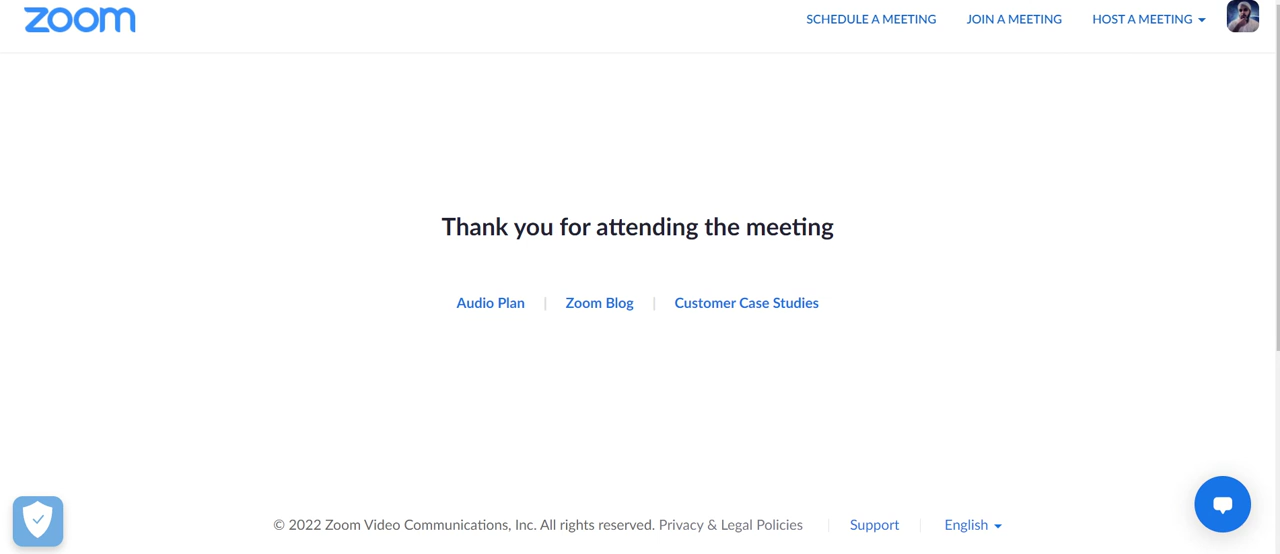 zoom
SCHEDULE A MEETING JOIN A MEETING HOST A MEETING
Thank you for attending the meeting
Audio Plan | Zoom Blog | Customer Case Studies
© 2022 Zoom Video Communications, Inc. All rights reserved. Privacy & Legal Policies | Support | English